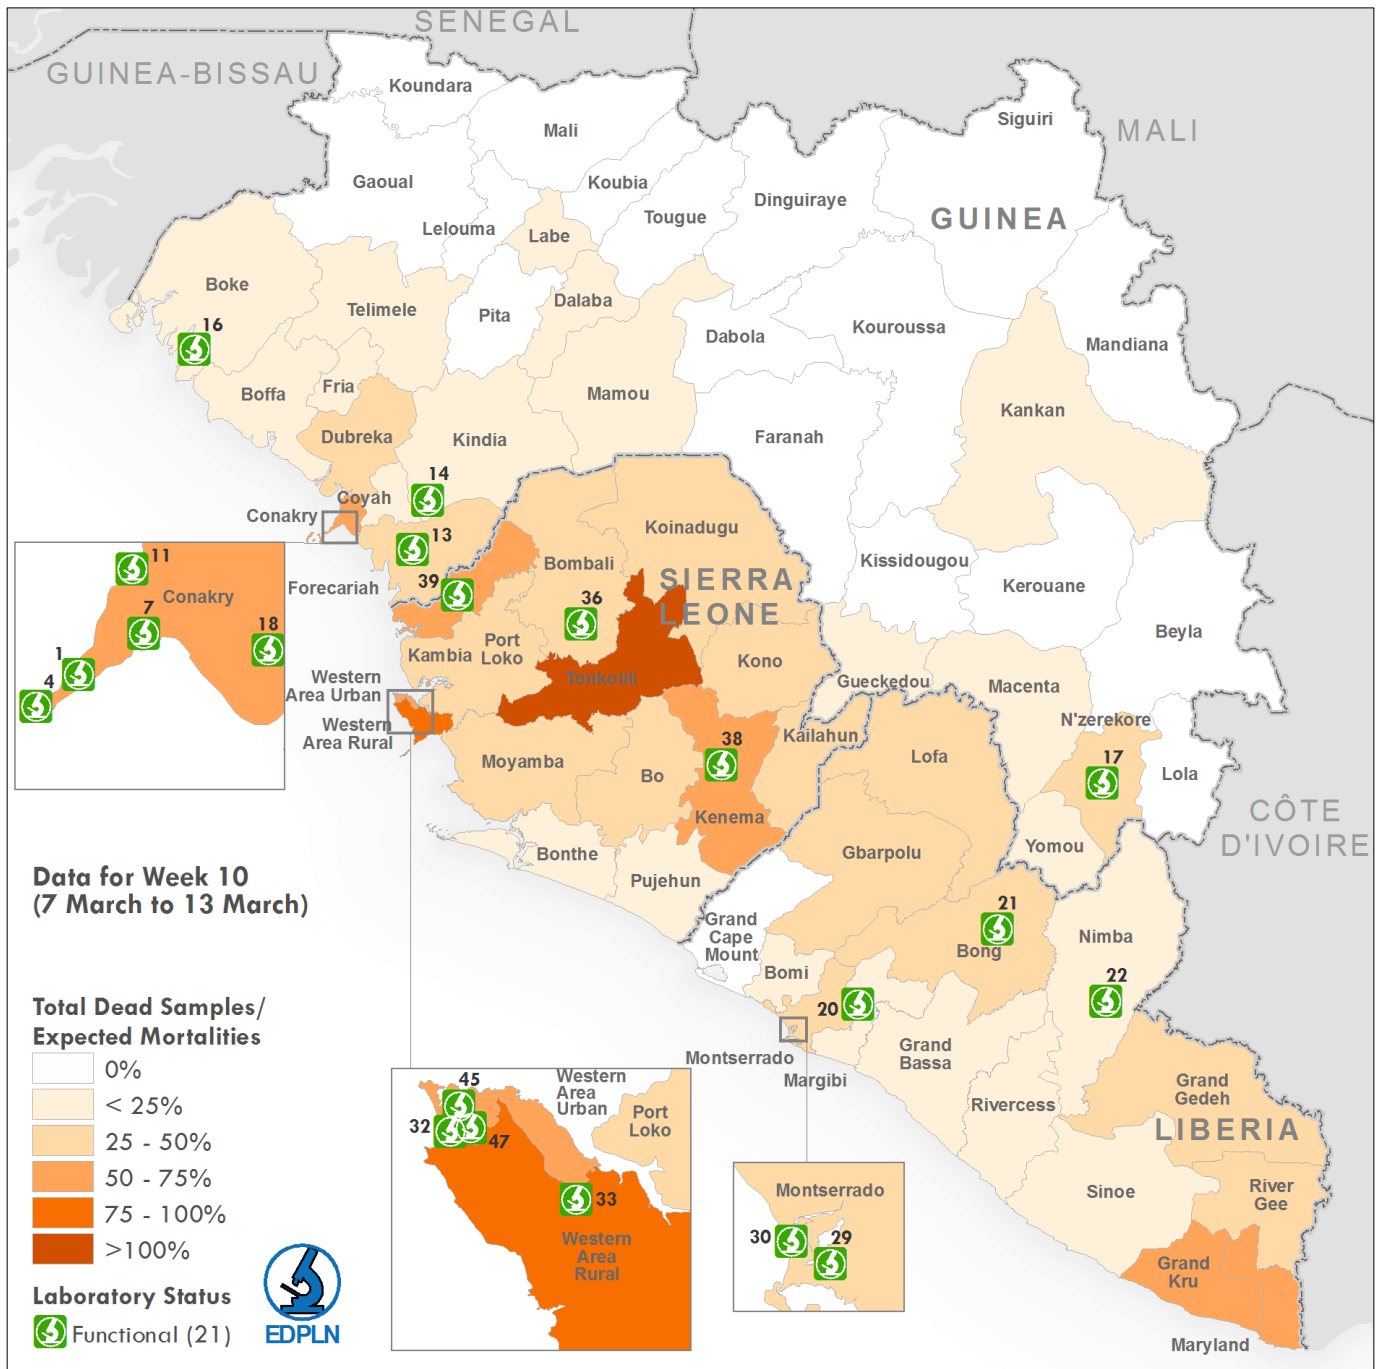 SENEGAL
GUINEA-BISSAU
MALI
GUINEA
Koundara
Mali
Siguiri
Gaoual
Koubia
Dinguiraye
Tougue
Lelouma
Labe
Boke
Telimele
Dalaba
Pita
Kouroussa
Dabola
Mandiana
16
Boffa
Fria
Mamou
Kankan
Dubreka
Kindia
Faranah
14
Coyah
Conakry
13
Koinadugu
Bombali
Kissidougou
Kerouane
Forecariah
39
SIERRA
LEONE
36
Beyla
Kambia
Port
Loko
Kono
Tonkolili
Gueckedou
Macenta
Western
Area Urban
Western
Area Rural
N'zerekore
17
Lola
Kailahun
38
Lofa
Moyamba
Bo
Kenema
CÔTE
D'IVOIRE
Gbarpolu
Yomou
Bonthe
Pujehun
21
Bong
Nimba
Grand
Cape
Mount
Bomi
22
20
Grand
Bassa
Montserrado
Margibi
Rivercess
Grand
Gedeh
LIBERIA
Sinoe
River
Gee
Grand
Kru
Maryland
11
Conakry
7
18
1
4
Data for Week 10
(7 March to 13 March)
Total Dead Samples/
Expected Mortalities
0%
< 25%
25 - 50%
50 - 75%
75 - 100%
>100%
Laboratory Status
Functional (21)
EDPLN
45
Western
Area
Urban
Port
Loko
32
47
33
Western
Area
Rural
Montserrado
30
29